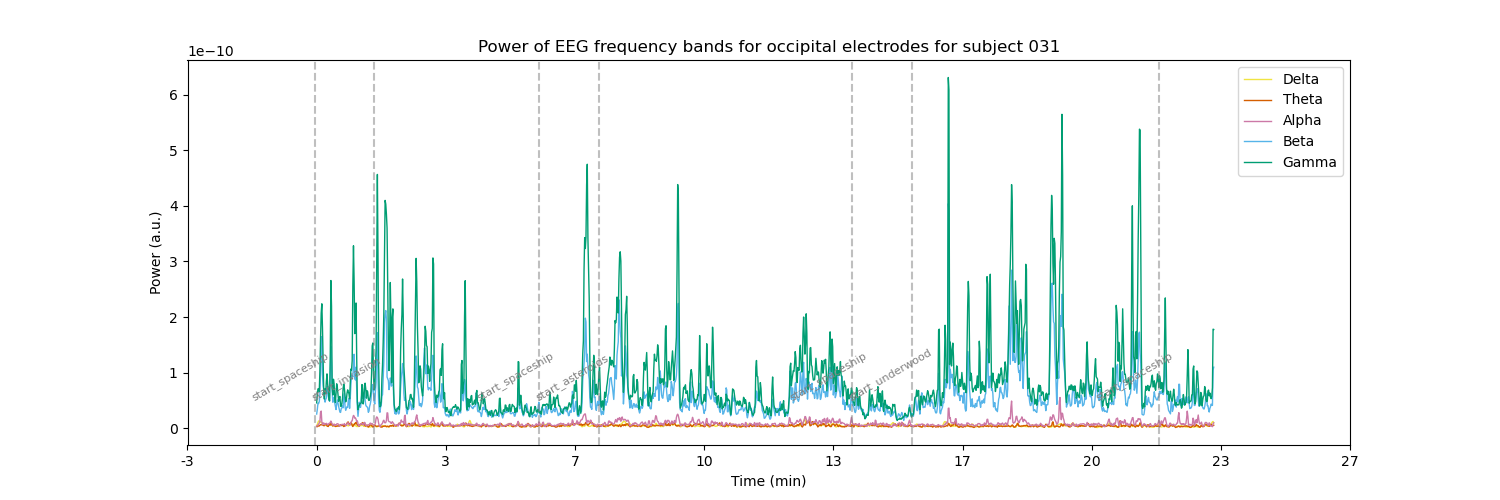 Power of EEG frequency bands for occipital electrodes for subject 031
1e−10
Power (a.u.)
6
5
4
3
2
1
0
Delta
Theta
Alpha
Beta
Gamma
start_spaceship
start_invasion
start_spaceship
start_asteroids
start_spaceship
start_underwood
start_spaceship
-3
0
3
7
10
13
17
20
23
27
Time (min)